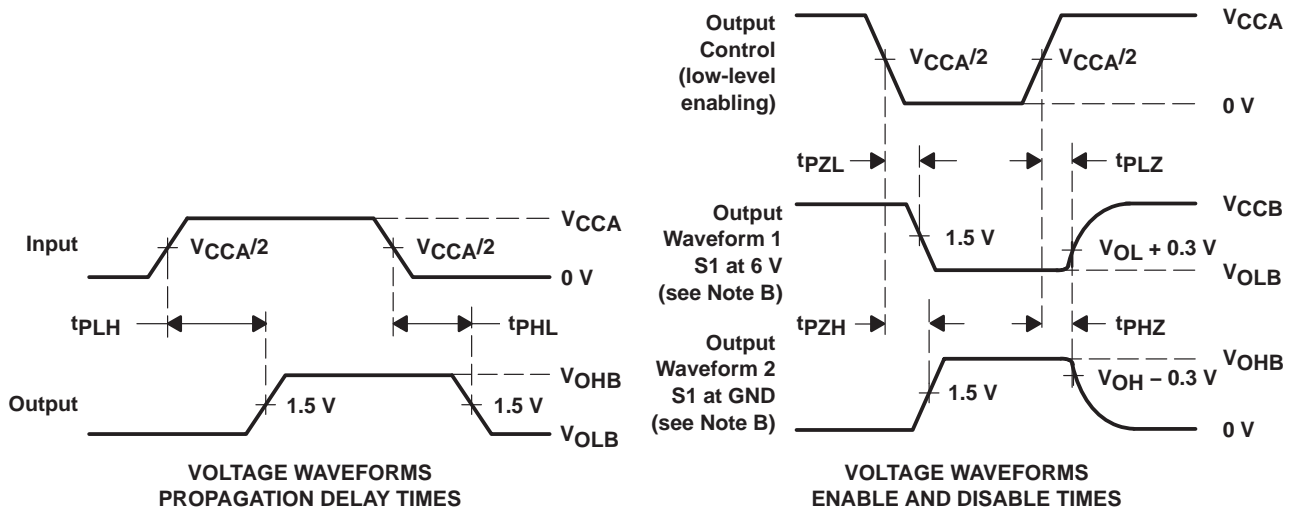 Input
VCCA/2
VCCA/2
VCCA
0 V
tPLH
tPHL
Output
1.5 V
1.5 V
VOHB
VOLB
VOLTAGE WAVEFORMS
PROPAGATION DELAY TIMES
Output
Control
(low-level
enabling)
VCCA/2
VCCA/2
VCCA
0 V
tPZL
tPLZ
Output
Waveform 1
S1 at 6 V
(see Note B)
1.5 V
VCCB
VOL + 0.3 V
VOLB
tPZH
tPHZ
Output
Waveform 2
S1 at GND
(see Note B)
1.5 V
VOHB
VOH – 0.3 V
0 V
VOLTAGE WAVEFORMS
ENABLE AND DISABLE TIMES